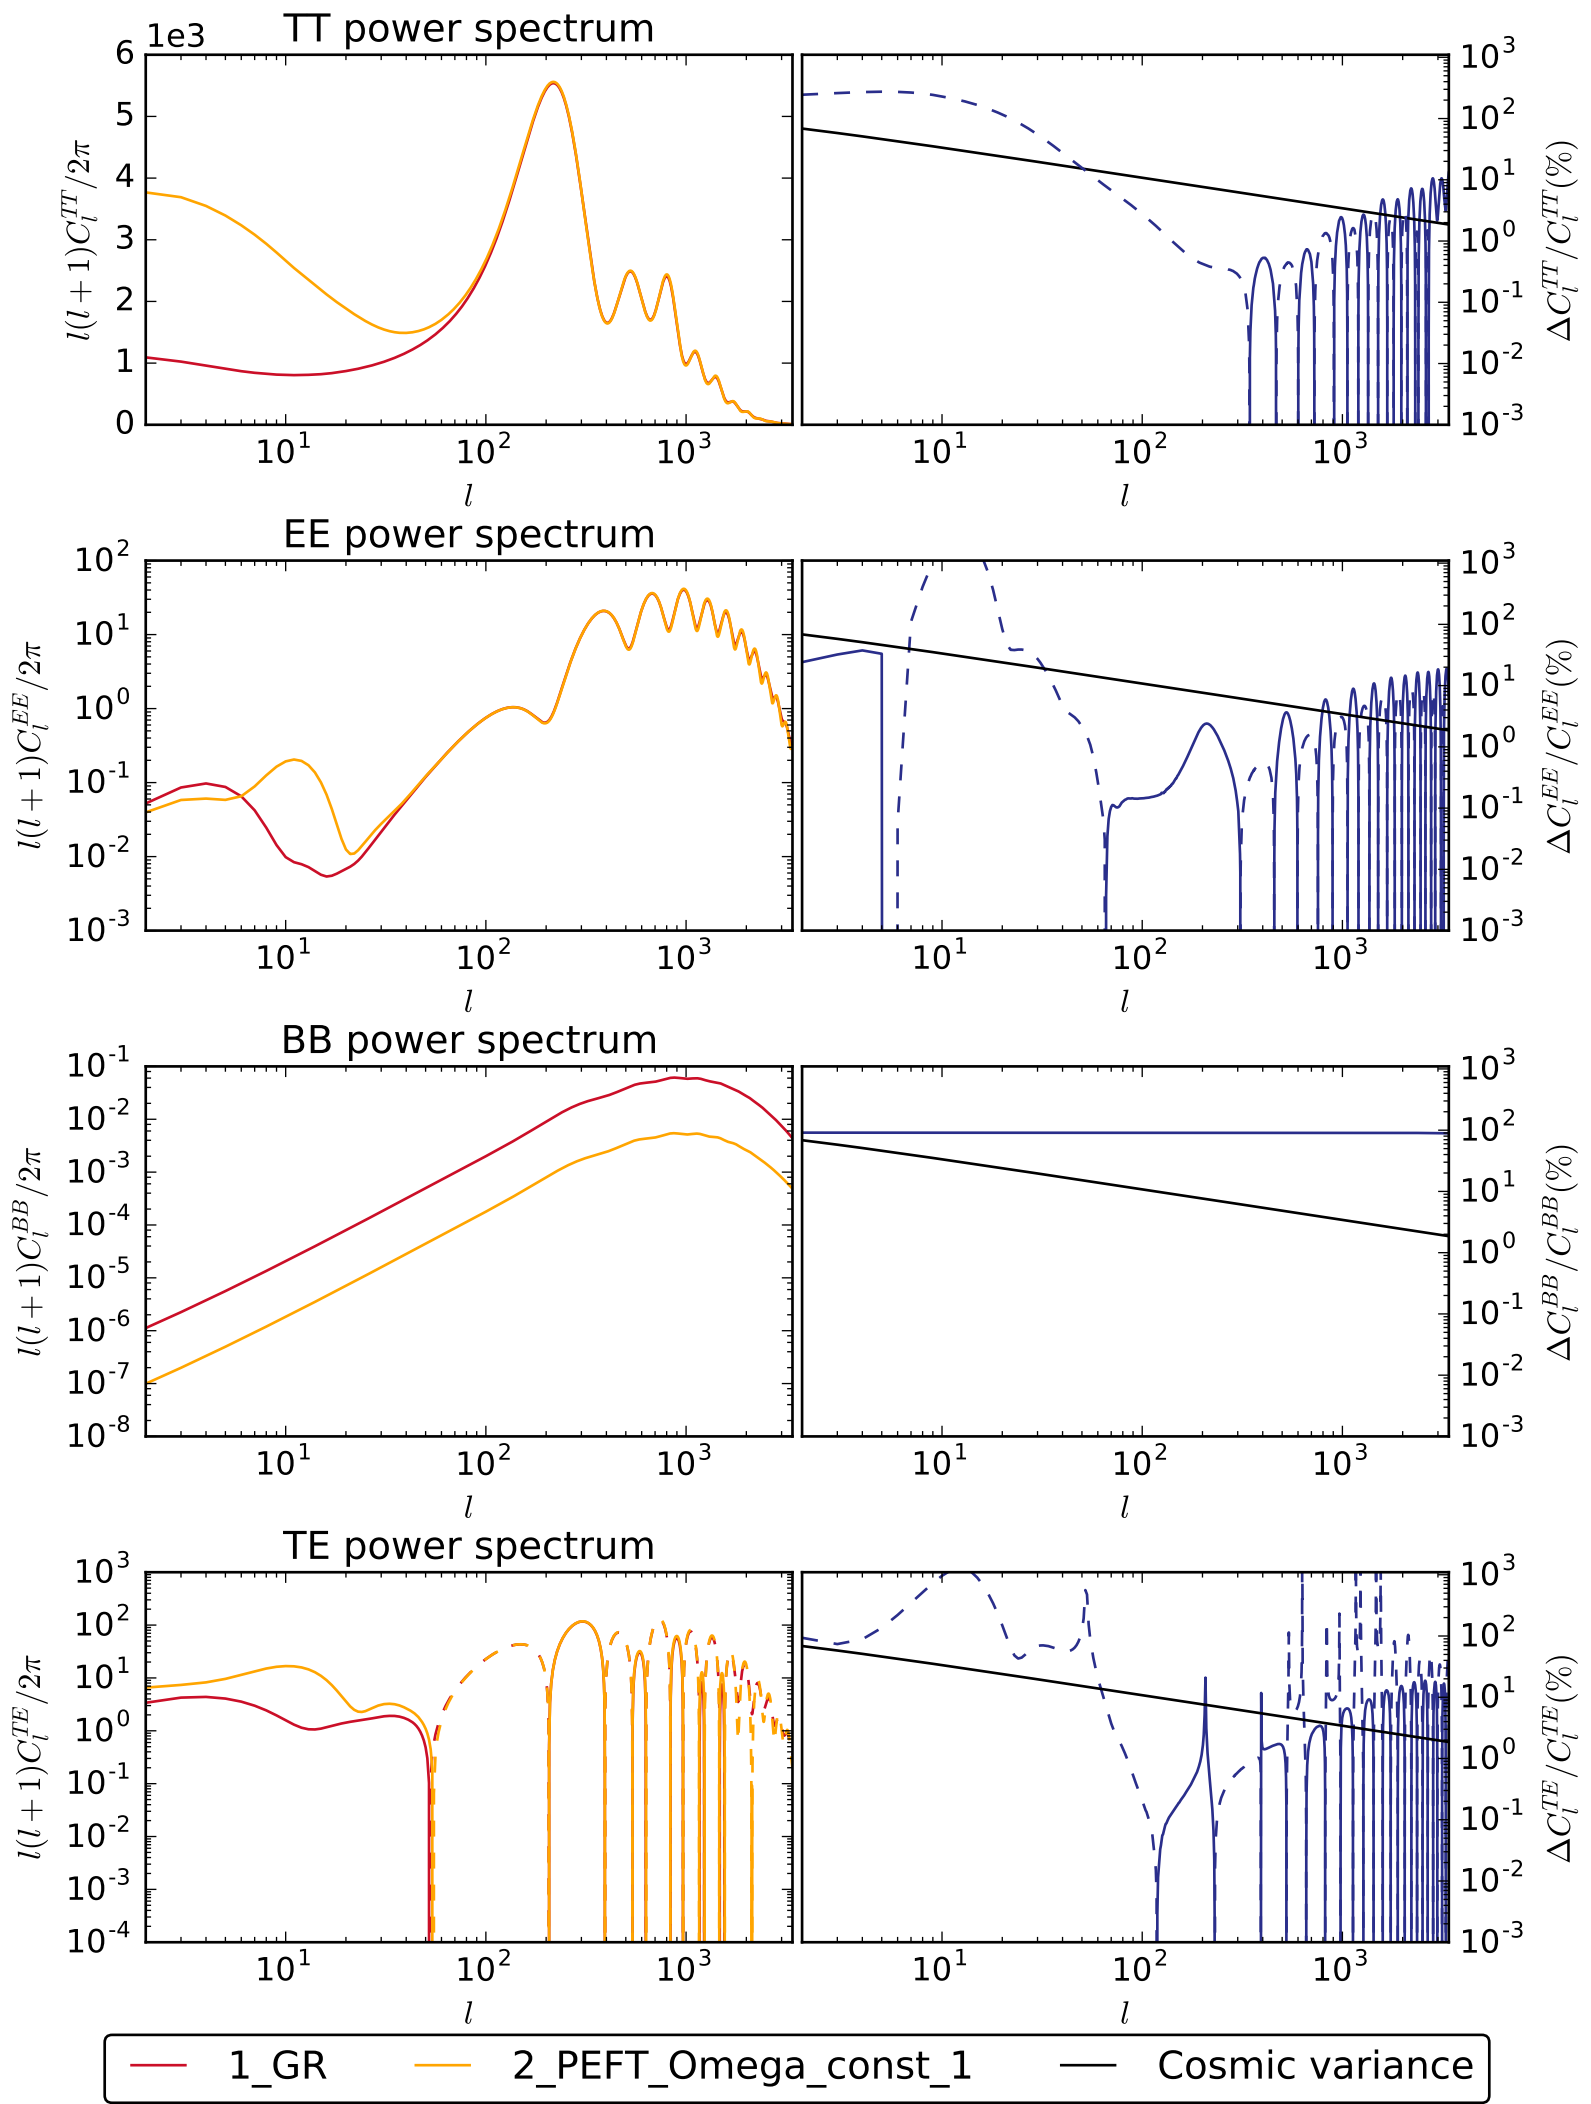 TT power spectrum
1e3
6
5
4
3
2
1
0
l(l + 1)C_l^{TT}/2π
10^1 10^2 10^3
l
10^3
10^2
10^1
10^0
10^-1
10^-2
10^-3
ΔC_l^{TT}/C_l^{TT}(%)
10^1 10^2 10^3
l
EE power spectrum
10^2
10^1
10^0
10^-1
10^-2
10^-3
l(l + 1)C_l^{EE}/2π
10^1 10^2 10^3
l
10^3
10^2
10^1
10^0
10^-1
10^-2
10^-3
ΔC_l^{EE}/C_l^{EE}(%)
10^1 10^2 10^3
l
BB power spectrum
10^-1
10^-2
10^-3
10^-4
10^-5
10^-6
10^-7
10^-8
l(l + 1)C_l^{BB}/2π
10^1 10^2 10^3
l
10^3
10^2
10^1
10^0
10^-1
10^-2
10^-3
ΔC_l^{BB}/C_l^{BB}(%)
10^1 10^2 10^3
l
TE power spectrum
10^3
10^2
10^1
10^0
10^-1
10^-2
10^-3
10^-4
l(l + 1)C_l^{TE}/2π
10^1 10^2 10^3
l
10^3
10^2
10^1
10^0
10^-1
10^-2
10^-3
ΔC_l^{TE}/C_l^{TE}(%)
10^1 10^2 10^3
l
1_GR 2_PEFT_Omega_const_1 Cosmic variance